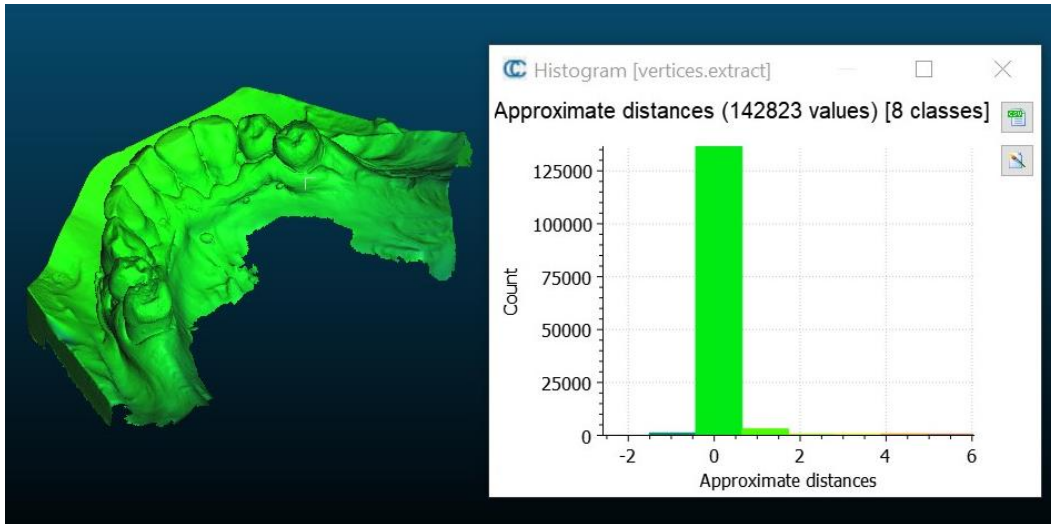 Histogram [vertices.extract]
Approximate distances (142823 values) [8 classes]
CSV
125000
100000
75000
50000
25000
0
Count
-2 0 2 4 6
Approximate distances